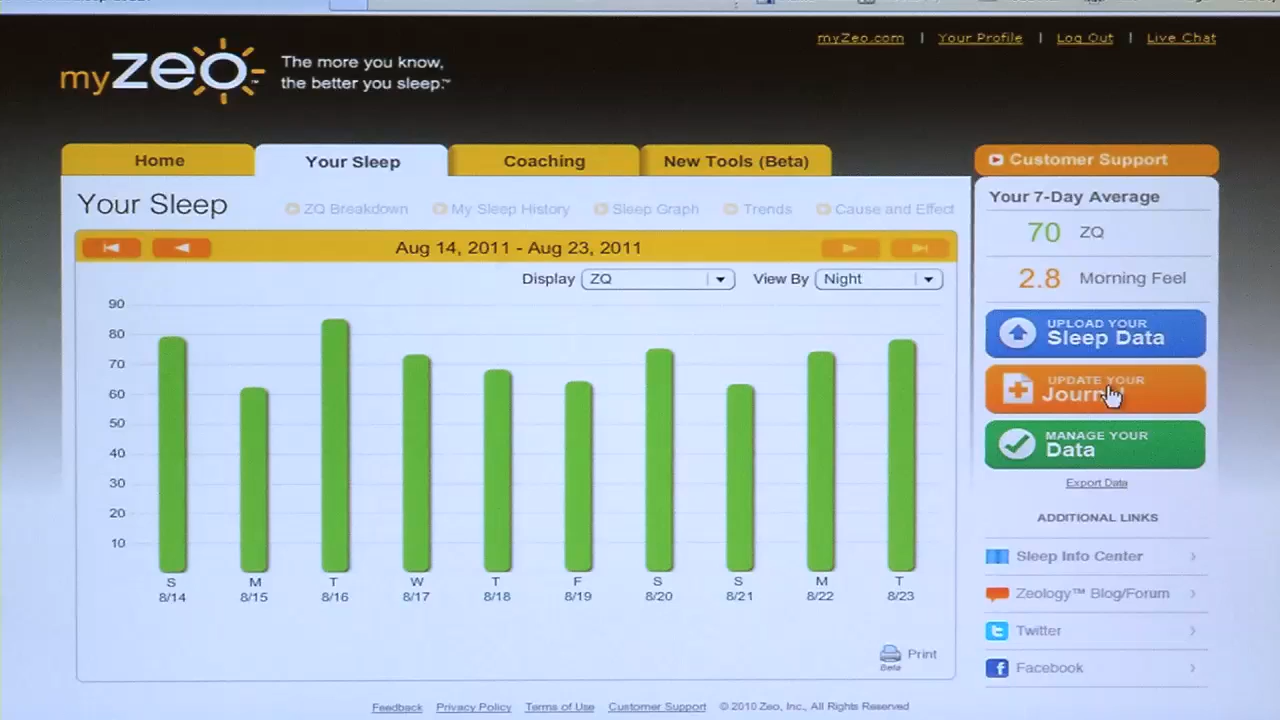 myZeo.com | Your Profile | Log Out | Live Chat
myzeo™
The more you know,
the better you sleep.™
Home
Your Sleep
Coaching
New Tools (Beta)
Customer Support
Your Sleep
ZQ Breakdown
My Sleep History
Sleep Graph
Trends
Cause and Effect
Aug 14, 2011 - Aug 23, 2011
Display ZQ View By Night
90
80
70
60
50
40
30
20
10
S M T W T F S S M T
8/14 8/15 8/16 8/17 8/18 8/19 8/20 8/21 8/22 8/23
Print
Beta
Your 7-Day Average
70 ZQ
2.8 Morning Feel
UPLOAD YOUR
Sleep Data
UPDATE YOUR
Journal
MANAGE YOUR
Data
Export Data
ADDITIONAL LINKS
Sleep Info Center
Zeology™ Blog/Forum
Twitter
Facebook
Feedback Privacy Policy Terms of Use Customer Support © 2010 Zeo, Inc., All Rights Reserved